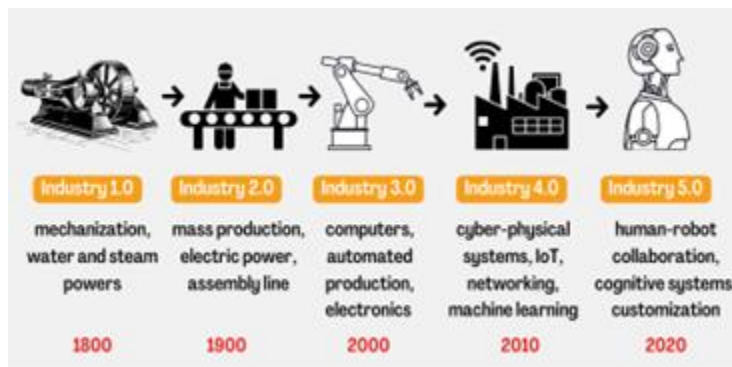 Industry 1.0
mechanization,
water and steam
powers
1800
Industry 2.0
mass production,
electric power,
assembly line
1900
Industry 3.0
computers,
automated
production,
electronics
2000
Industry 4.0
cyber-physical
systems, IoT,
networking,
machine learning
2010
Industry 5.0
human-robot
collaboration,
cognitive systems
customization
2020